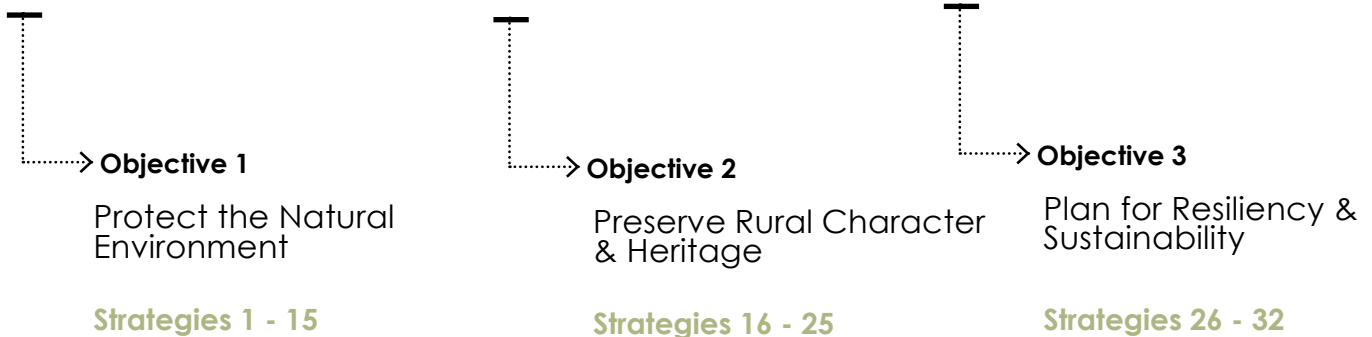 Objective 1
Protect the Natural
Environment
Strategies 1 - 15
Objective 2
Preserve Rural Character
& Heritage
Strategies 16 - 25
Objective 3
Plan for Resiliency &
Sustainability
Strategies 26 - 32